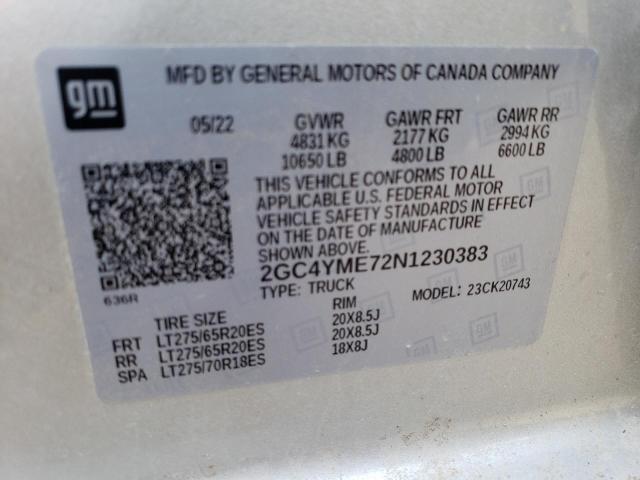 gm
MFD BY GENERAL MOTORS OF CANADA COMPANY
05/22 GVWR GAWR FRT GAWR RR
4831 KG 2177 KG 2994 KG
10650 LB 4800 LB 6600 LB
THIS VEHICLE CONFORMS TO ALL
APPLICABLE U.S. FEDERAL MOTOR
VEHICLE SAFETY STANDARDS IN EFFECT
ON THE DATE OF MANUFACTURE
SHOWN ABOVE.
636R
2GC4YME72N1230383
TYPE: TRUCK MODEL: 23CK20743
TIRE SIZE RIM
FRT LT275/65R20ES 20X8.5J
RR LT275/65R20ES 20X8.5J
SPA LT275/70R18ES 18X8J